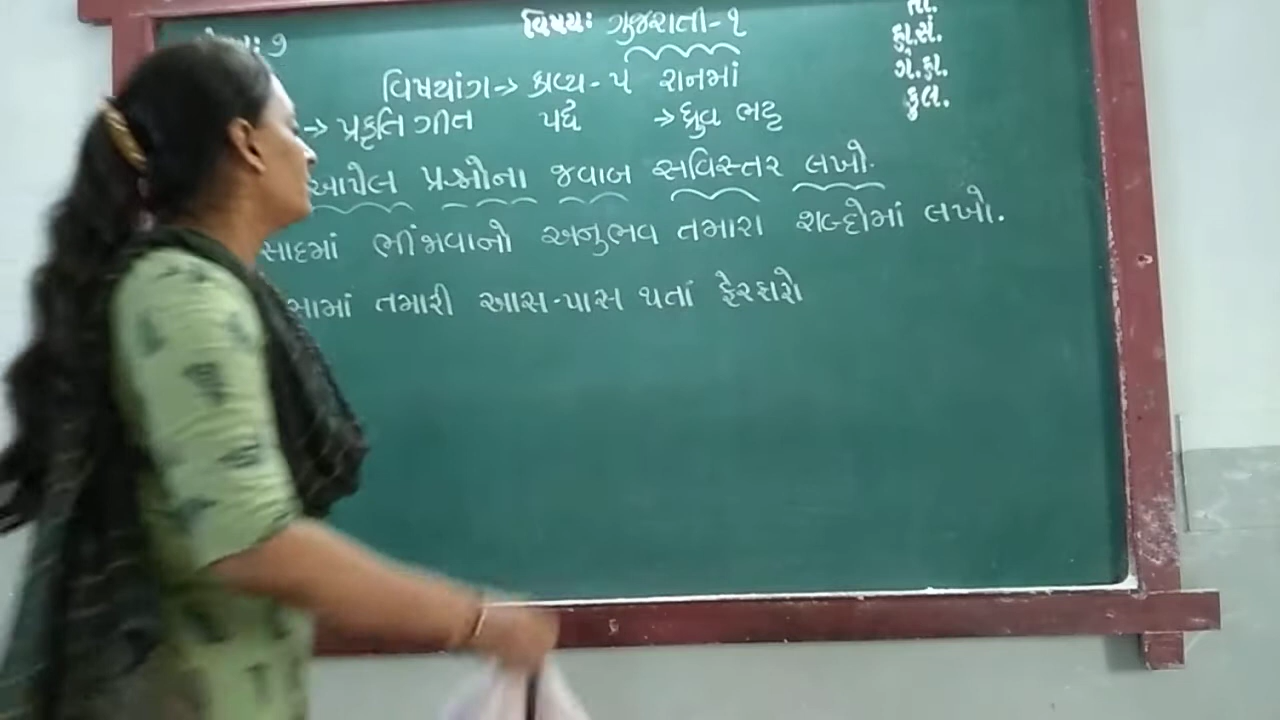 વિષયઃ ગુજરાતી-૧
વિષયાંગ→ કાવ્ય-૫ રાનમાં
→ પ્રકૃતિ ગીત પદ્ય →ધ્રુવ ભટ્ટ
આપેલ પ્રશ્નોના જવાબ સવિસ્તર લખો.
ભીંજવાનો અનુભવ તમારા શબ્દોમાં લખો.
તમારી આસ-પાસ થતાં ફેરફારો
તા.
ક્રા.સં.
ગે.ક્રા.
કુલ.